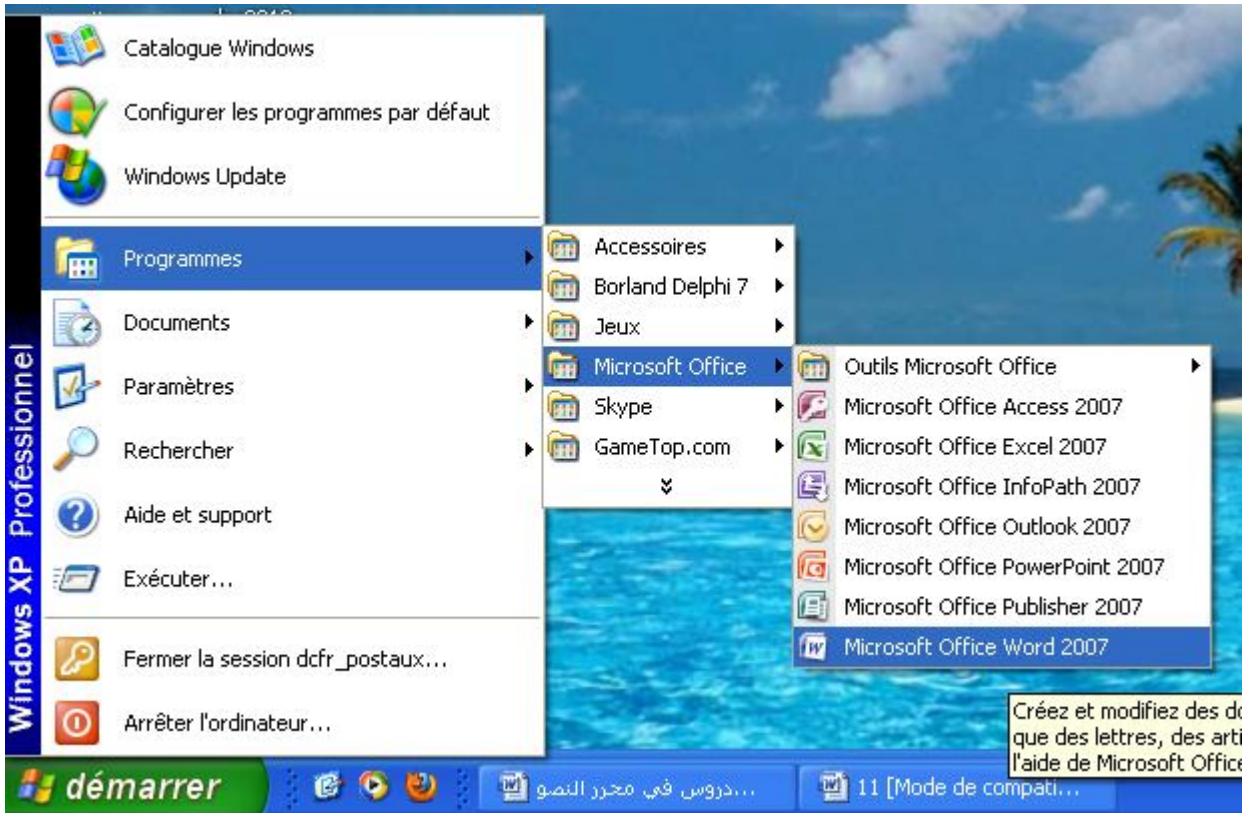 Catalogue Windows
Configurer les programmes par défaut
Windows Update
Programmes
Documents
Paramètres
Rechercher
Aide et support
Exécuter...
Fermer la session dcfr_postaux...
Arrêter l'ordinateur...
Windows XP Professionnel
Accessoires
Borland Delphi 7
Jeux
Microsoft Office
Skype
GameTop.com
Outils Microsoft Office
Microsoft Office Access 2007
Microsoft Office Excel 2007
Microsoft Office InfoPath 2007
Microsoft Office Outlook 2007
Microsoft Office PowerPoint 2007
Microsoft Office Publisher 2007
Microsoft Office Word 2007
Créez et modifiez des do
que des lettres, des arti
l'aide de Microsoft Office
démarrer
دروس في محرر النصو...
11 [Mode de compati...